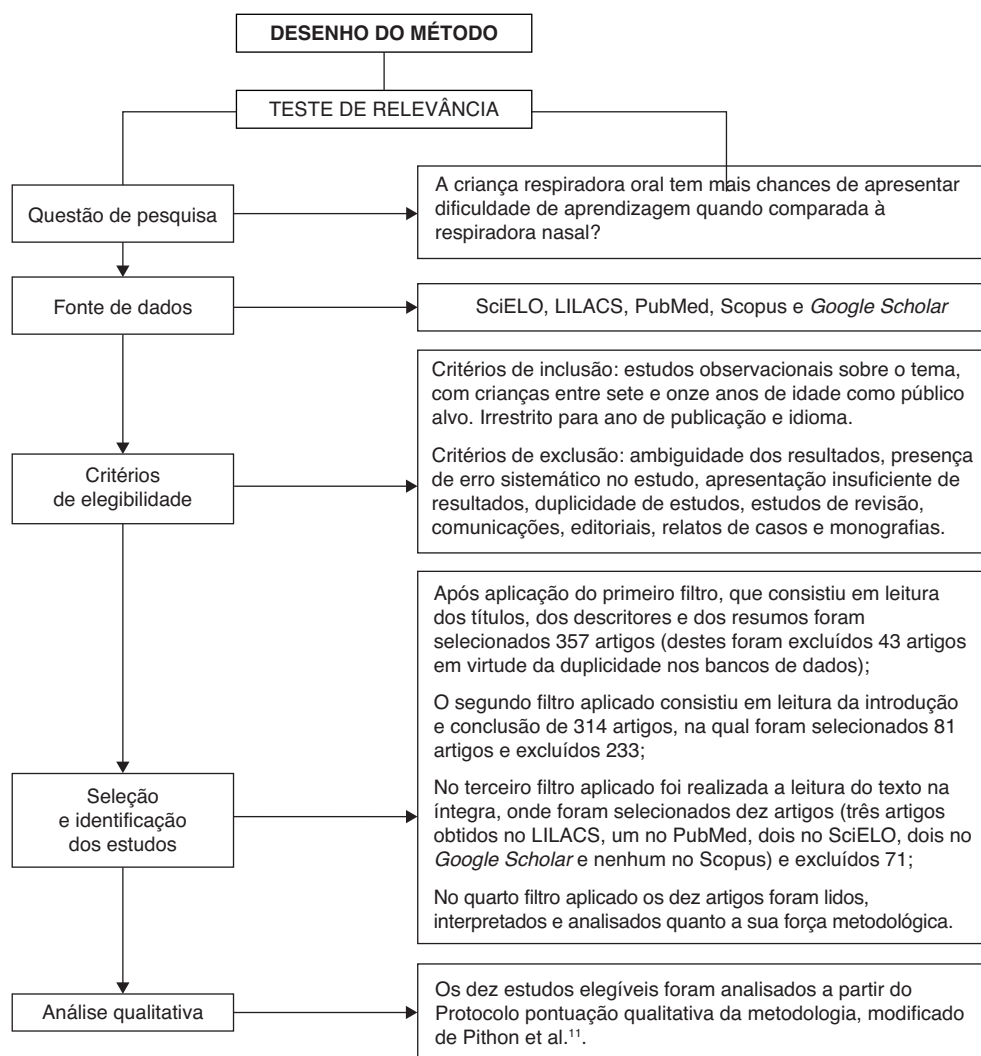 DESENHO DO MÉTODO
TESTE DE RELEVÂNCIA
Questão de pesquisa
A criança respiradora oral tem mais chances de apresentar
dificuldade de aprendizagem quando comparada à
respiradora nasal?
Fonte de dados
SciELO, LILACS, PubMed, Scopus e Google Scholar
Critérios
de elegibilidade
Critérios de inclusão: estudos observacionais sobre o tema,
com crianças entre sete e onze anos de idade como público
alvo. Irrestrito para ano de publicação e idioma.
Critérios de exclusão: ambiguidade dos resultados, presença
de erro sistemático no estudo, apresentação insuficiente de
resultados, duplicidade de estudos, estudos de revisão,
comunicações, editoriais, relatos de casos e monografias.
Seleção
e identificação
dos estudos
Após aplicação do primeiro filtro, que consistiu em leitura
dos títulos, dos descritores e dos resumos foram
selecionados 357 artigos (destes foram excluídos 43 artigos
em virtude da duplicidade nos bancos de dados);
O segundo filtro aplicado consistiu em leitura da introdução
e conclusão de 314 artigos, na qual foram selecionados 81
artigos e excluídos 233;
No terceiro filtro aplicado foi realizada a leitura do texto na
íntegra, onde foram selecionados dez artigos (três artigos
obtidos no LILACS, um no PubMed, dois no SciELO, dois no
Google Scholar e nenhum no Scopus) e excluídos 71;
No quarto filtro aplicado os dez artigos foram lidos,
interpretados e analisados quanto a sua força metodológica.
Análise qualitativa
Os dez estudos elegíveis foram analisados a partir do
Protocolo pontuação qualitativa da metodologia, modificado
de Pithon et al.¹¹.